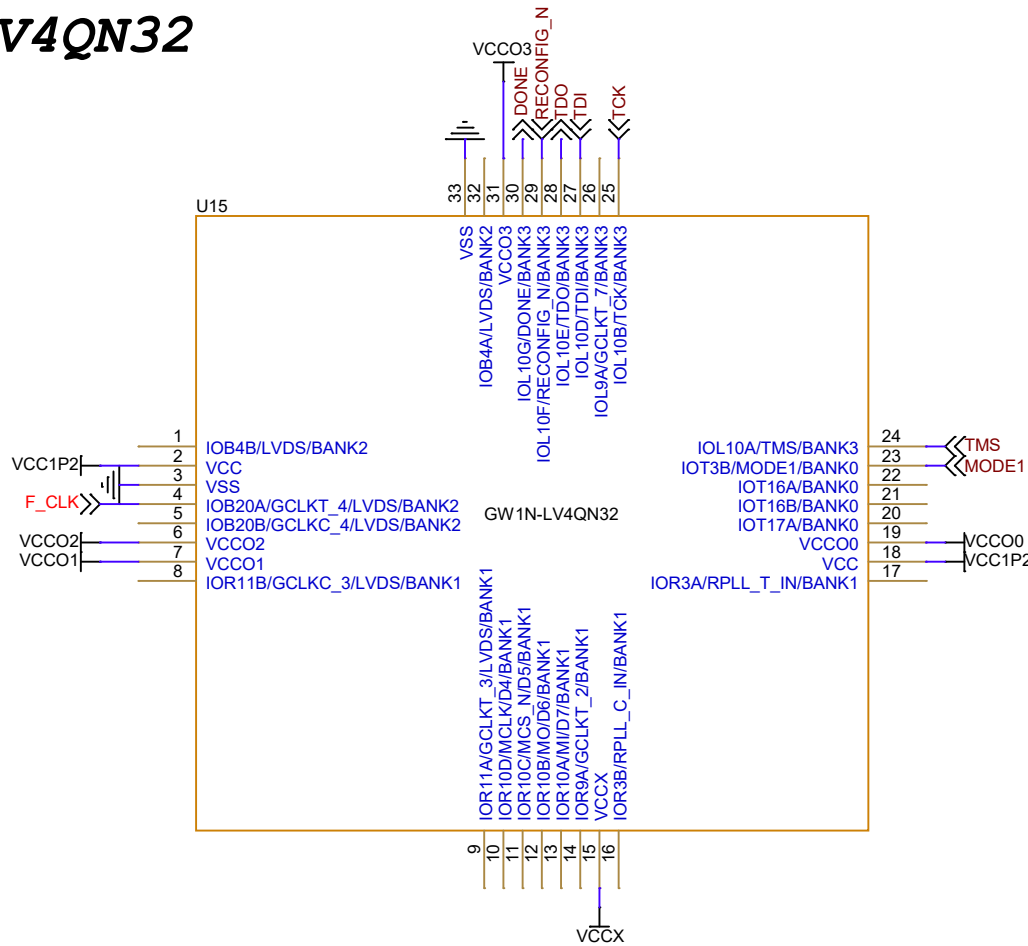 V4QN32
VCCO3
DONE
RECONFIG_N
TDO
TDI
TCK
33
32
31
30
29
28
27
26
25
U15
VSS
IOB4A/LVDS/BANK2
VCCO3
IOL10G/DONE/BANK3
IOL10F/RECONFIG_N/BANK3
IOL10E/TDO/BANK3
IOL10D/TDI/BANK3
IOL9A/GCLKT_7/BANK3
IOL10B/TCK/BANK3
1 IOB4B/LVDS/BANK2
VCC1P2 2 VCC
3 VSS
F_CLK 4 IOB20A/GCLKT_4/LVDS/BANK2
5 IOB20B/GCLKC_4/LVDS/BANK2
VCCO2 6 VCCO2
VCCO1 7 VCCO1
8 IOR11B/GCLKC_3/LVDS/BANK1
GW1N-LV4QN32
IOL10A/TMS/BANK3 24 TMS
IOT3B/MODE1/BANK0 23 MODE1
IOT16A/BANK0 22
IOT16B/BANK0 21
IOT17A/BANK0 20
VCCO0 19 VCCO0
VCC 18 VCC1P2
IOR3A/RPLL_T_IN/BANK1 17
IOR11A/GCLKT_3/LVDS/BANK1
IOR10D/MCLK/D4/BANK1
IOR10C/MCS_N/D5/BANK1
IOR10B/MO/D6/BANK1
IOR10A/MI/D7/BANK1
IOR9A/GCLKT_2/BANK1
VCCX
IOR3B/RPLL_C_IN/BANK1
9
10
11
12
13
14
15
16
VCCX